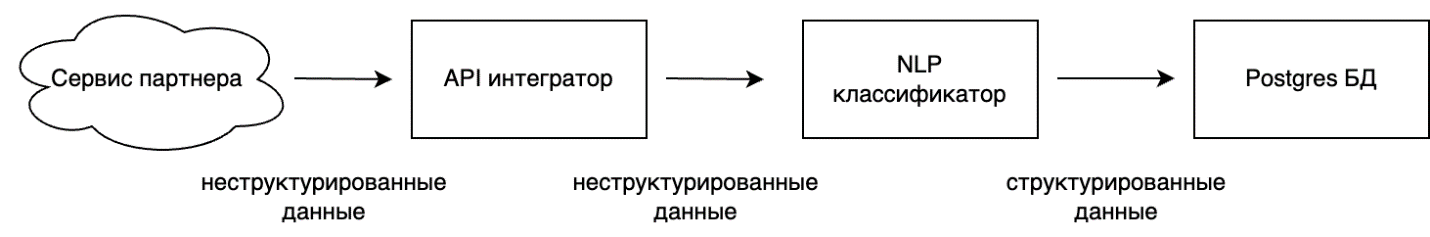 Сервис партнера
API интегратор
NLP
классификатор
Postgres БД
неструктурированные
данные
неструктурированные
данные
структурированные
данные